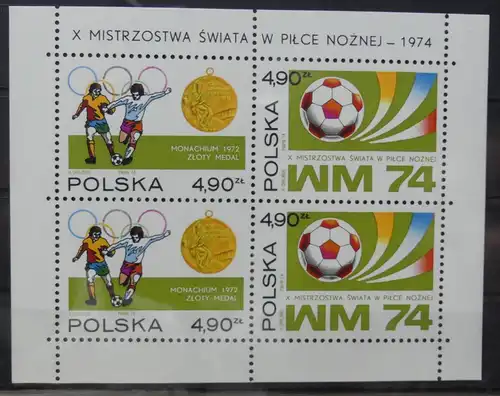 X MISTRZOSTWA ŚWIATA W PIŁCE NOŻNEJ – 1974
MONACHIUM 1972
ZŁOTY MEDAL
POLSKA 4,90 ZŁ
4,90 ZŁ
X MISTRZOSTWA ŚWIATA W PIŁCE NOŻNEJ
WM 74
MONACHIUM 1972
ZŁOTY MEDAL
POLSKA 4,90 ZŁ
4,90 ZŁ
X MISTRZOSTWA ŚWIATA W PIŁCE NOŻNEJ
WM 74